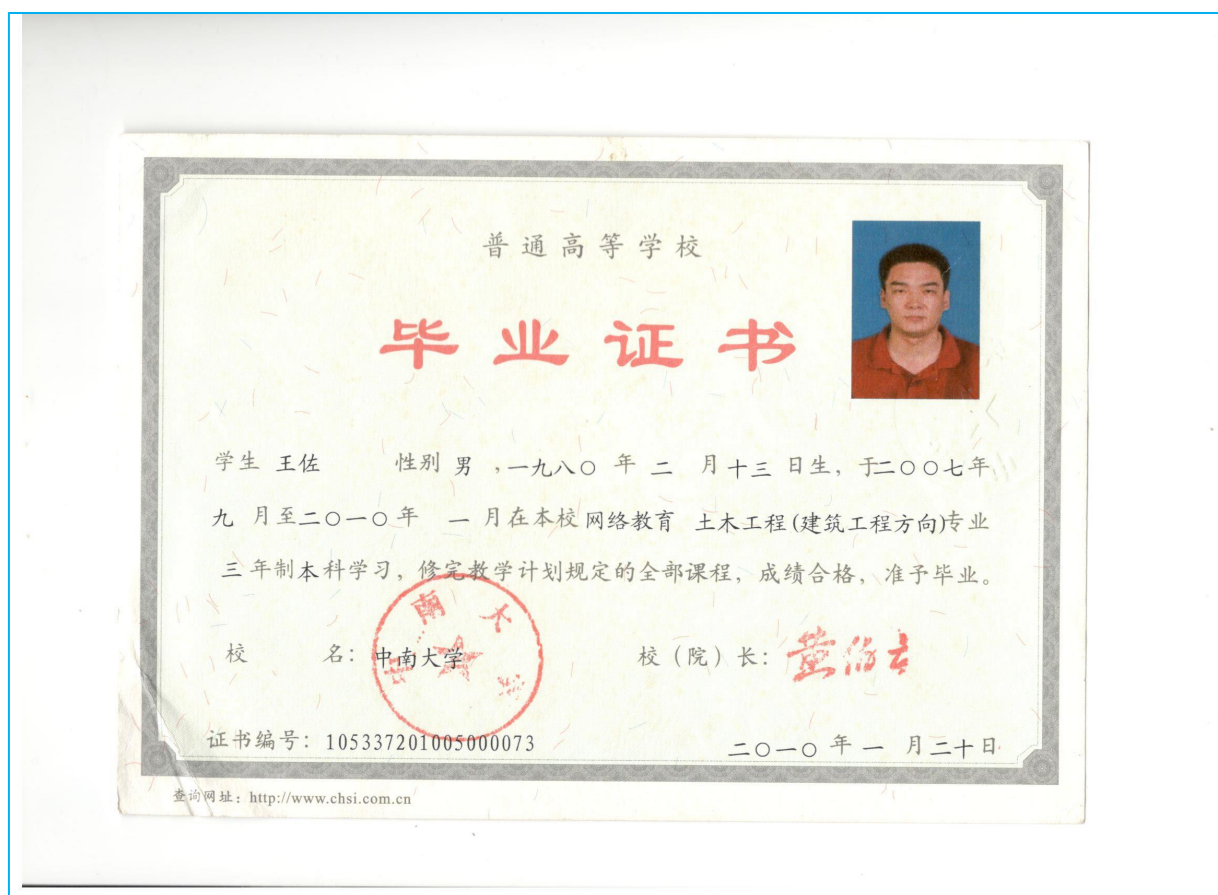 普通高等学校
毕业证书
学生 王佐 性别 男 ，一九八〇 年 二 月 十三 日生，于二〇〇七年
九 月至二〇一〇年 一 月在本校 网络教育 土木工程(建筑工程方向)专业
三 年制本科学习，修完教学计划规定的全部课程，成绩合格，准予毕业。
校 名：中南大学 校（院）长：
中南大学
证书编号：105337201005000073 二〇一〇 年 一 月二十日
查询网址：http://www.chsi.com.cn